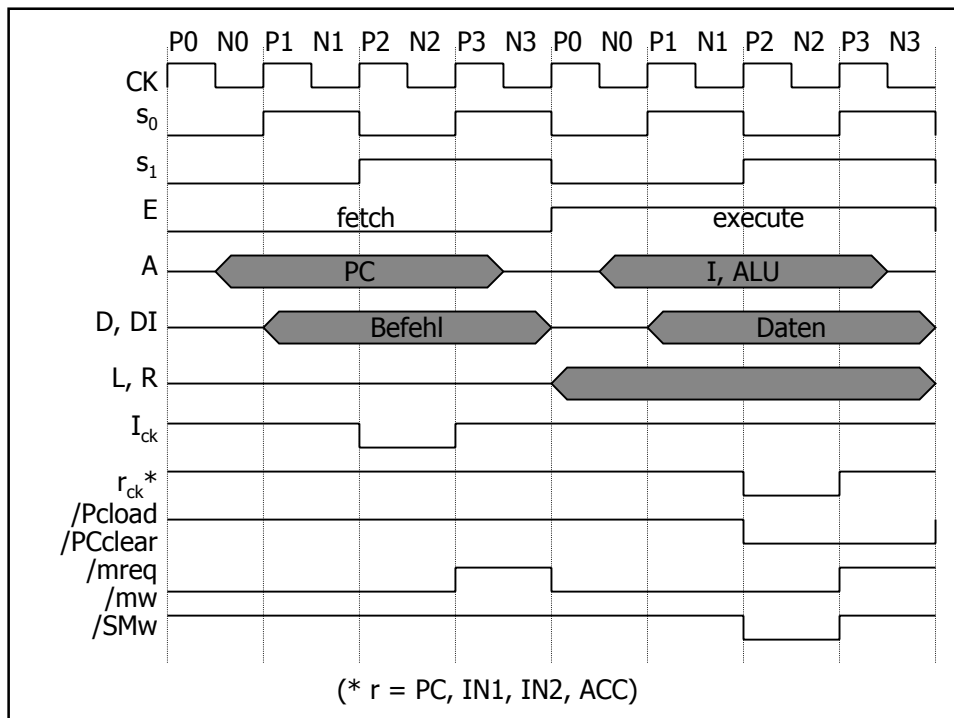 P0 N0 P1 N1 P2 N2 P3 N3 P0 N0 P1 N1 P2 N2 P3 N3
CK
s0
s1
E fetch execute
A PC I, ALU
D, DI Befehl Daten
L, R
Ick
rck*
/Pcload
/PCclear
/mreq
/mw
/SMw
(* r = PC, IN1, IN2, ACC)